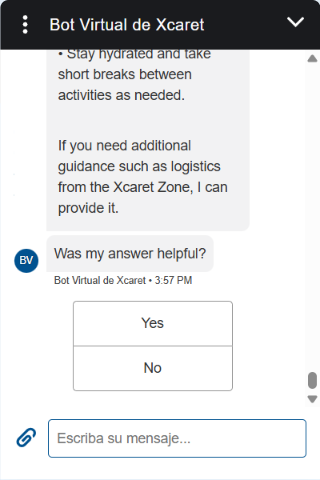 Bot Virtual de Xcaret
• Stay hydrated and take
short breaks between
activities as needed.
If you need additional
guidance such as logistics
from the Xcaret Zone, I can
provide it.
BV
Was my answer helpful?
Bot Virtual de Xcaret • 3:57 PM
Yes
No
Escriba su mensaje...